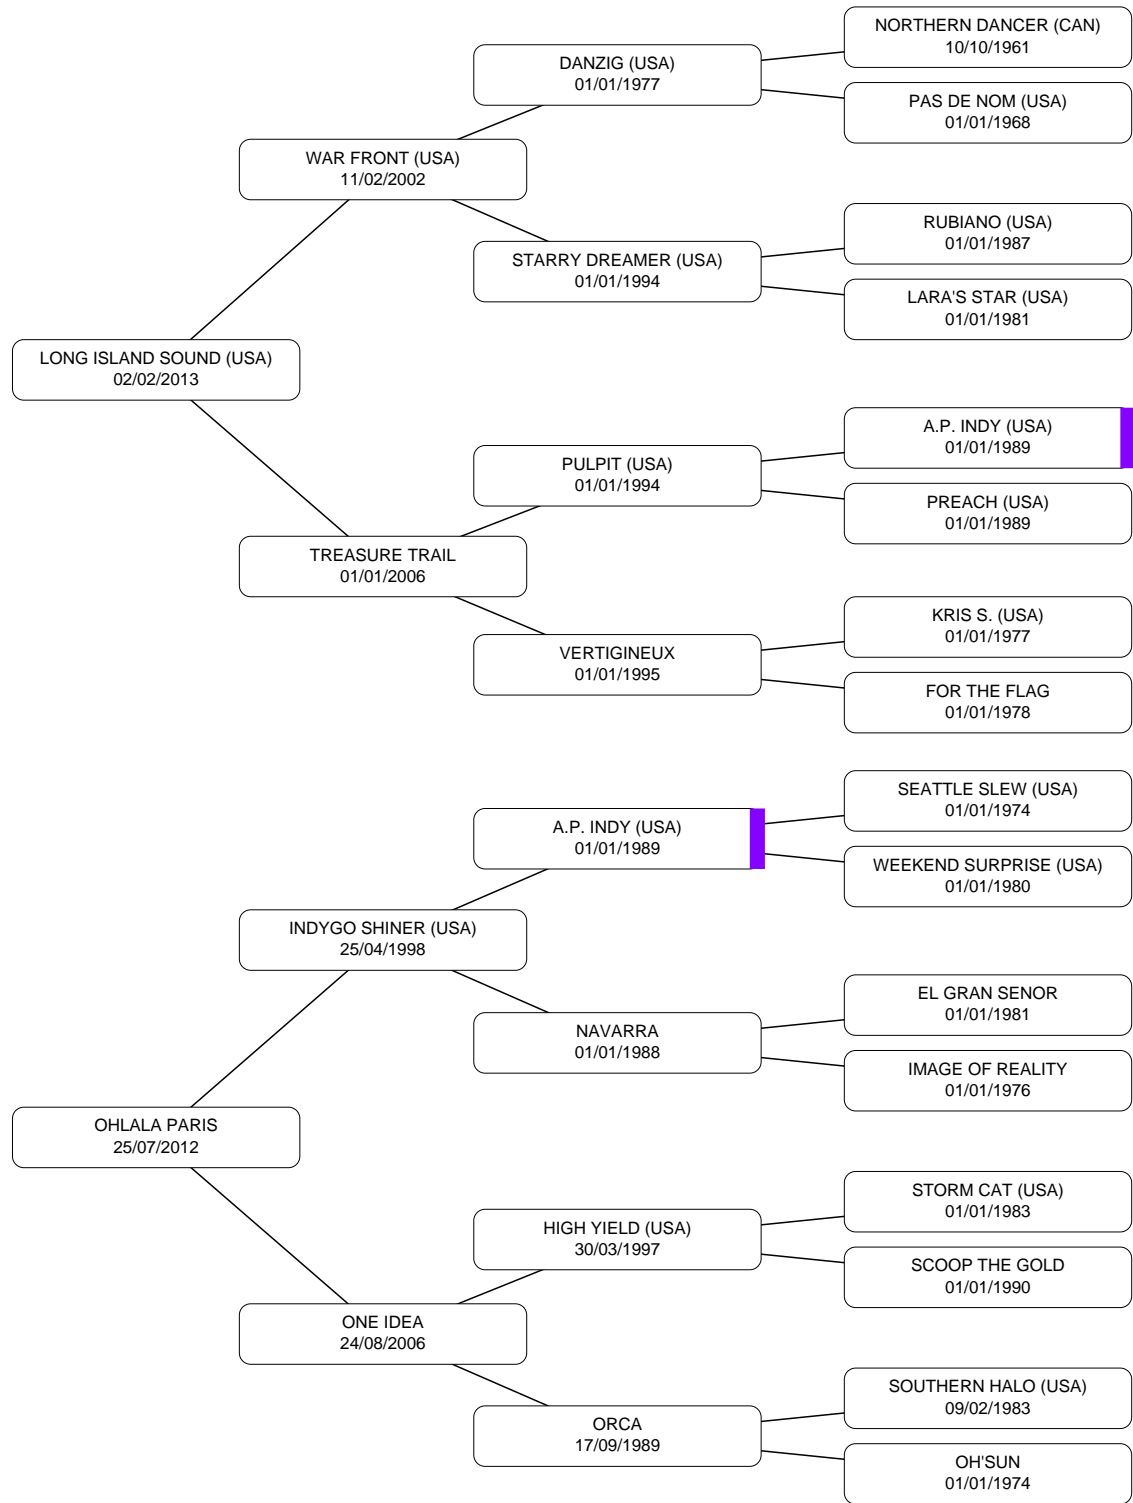 NORTHERN DANCER (CAN)
10/10/1961
DANZIG (USA)
01/01/1977
PAS DE NOM (USA)
01/01/1968
WAR FRONT (USA)
11/02/2002
RUBIANO (USA)
01/01/1987
STARRY DREAMER (USA)
01/01/1994
LARA'S STAR (USA)
01/01/1981
LONG ISLAND SOUND (USA)
02/02/2013
A.P. INDY (USA)
01/01/1989
PULPIT (USA)
01/01/1994
PREACH (USA)
01/01/1989
TREASURE TRAIL
01/01/2006
KRIS S. (USA)
01/01/1977
VERTIGINEUX
01/01/1995
FOR THE FLAG
01/01/1978
SEATTLE SLEW (USA)
01/01/1974
A.P. INDY (USA)
01/01/1989
WEEKEND SURPRISE (USA)
01/01/1980
INDYGO SHINER (USA)
25/04/1998
EL GRAN SENOR
01/01/1981
NAVARRA
01/01/1988
IMAGE OF REALITY
01/01/1976
OHLALA PARIS
25/07/2012
STORM CAT (USA)
01/01/1983
HIGH YIELD (USA)
30/03/1997
SCOOP THE GOLD
01/01/1990
ONE IDEA
24/08/2006
SOUTHERN HALO (USA)
09/02/1983
ORCA
17/09/1989
OH'SUN
01/01/1974